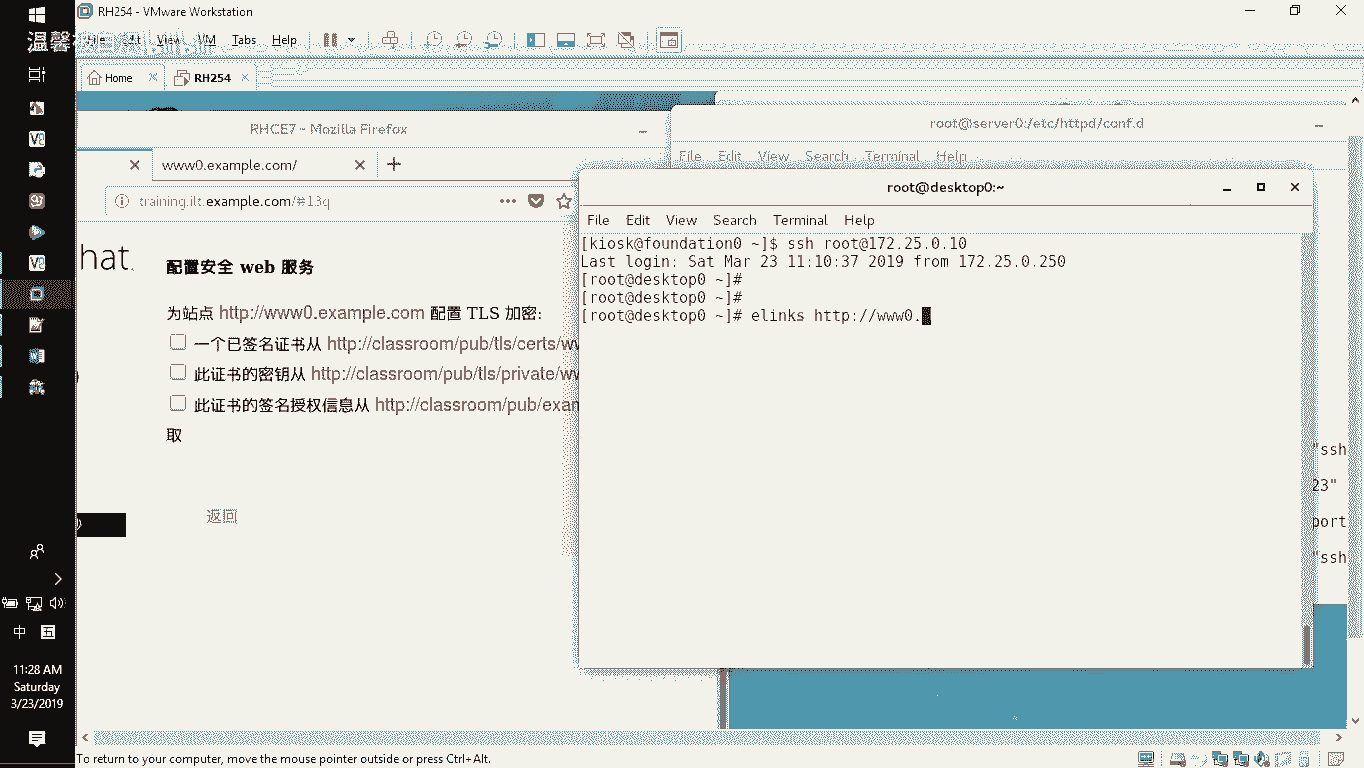 RH254 - VMware Workstation
温馨
View VM Tabs Help
Home
RH254
RHCE7 - Mozilla Firefox
root@server0:/etc/httpd/conf.d
File Edit View Search Terminal Help
www0.example.com/
training.ilt.example.com/#13q
hat.
配置安全 web 服务
为站点 http://www0.example.com 配置 TLS 加密:
一个已签名证书从 http://classroom/pub/tls/certs/wv
此证书的密钥从 http://classroom/pub/tls/private/wv
此证书的签名授权信息从 http://classroom/pub/exan
取
返回
root@desktop0:~
File Edit View Search Terminal Help
[kiosk@foundation0 ~]$ ssh root@172.25.0.10
Last login: Sat Mar 23 11:10:37 2019 from 172.25.0.250
[root@desktop0 ~]#
[root@desktop0 ~]#
[root@desktop0 ~]# elinks http://www0.
"ssh
23"
port
"ssh
中
五
11:28 AM
Saturday
3/23/2019
To return to your computer, move the mouse pointer outside or press Ctrl+Alt.